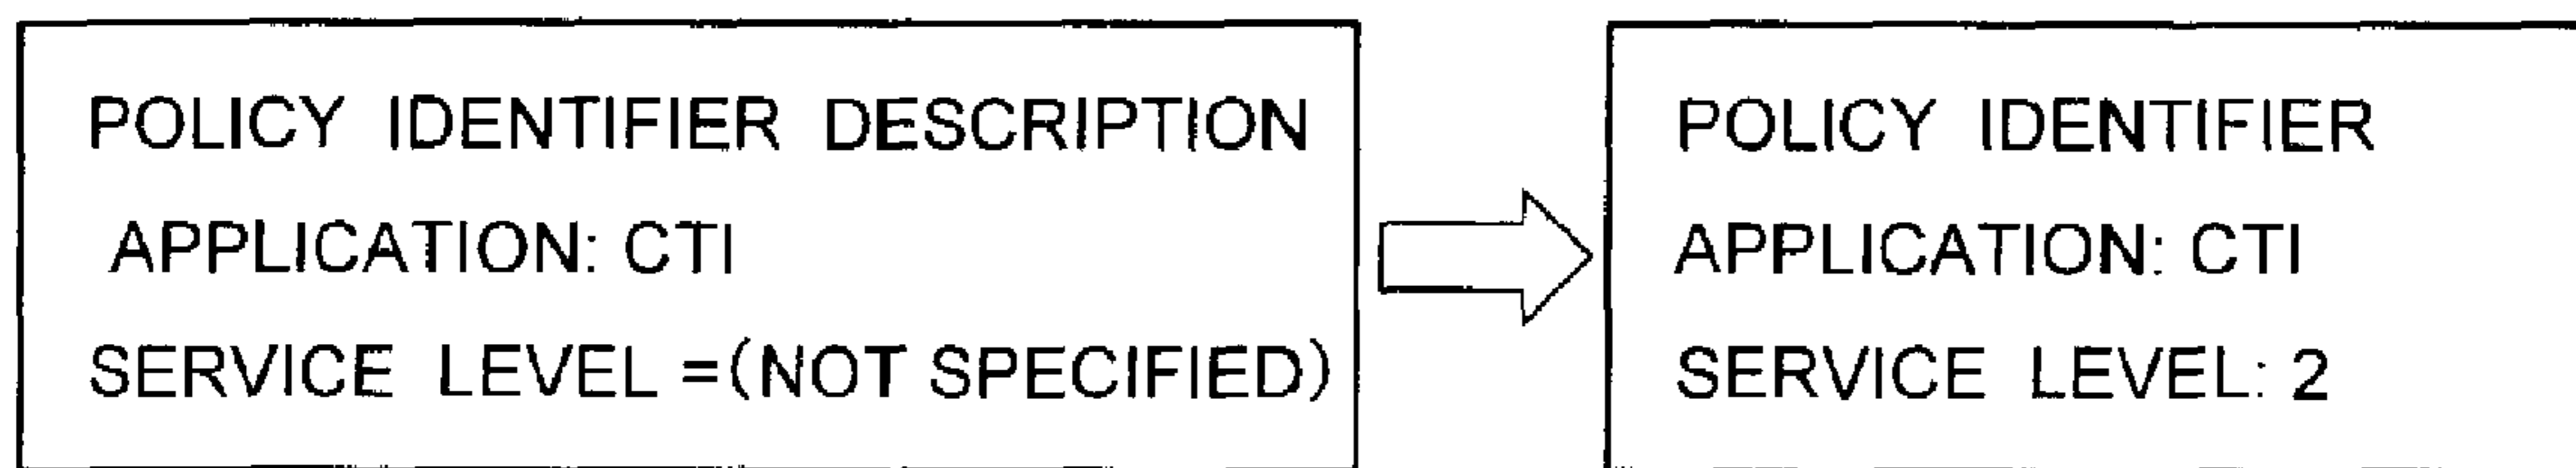 POLICY IDENTIFIER DESCRIPTION
APPLICATION: CTI
SERVICE LEVEL =(NOT SPECIFIED)
POLICY IDENTIFIER
APPLICATION: CTI
SERVICE LEVEL: 2